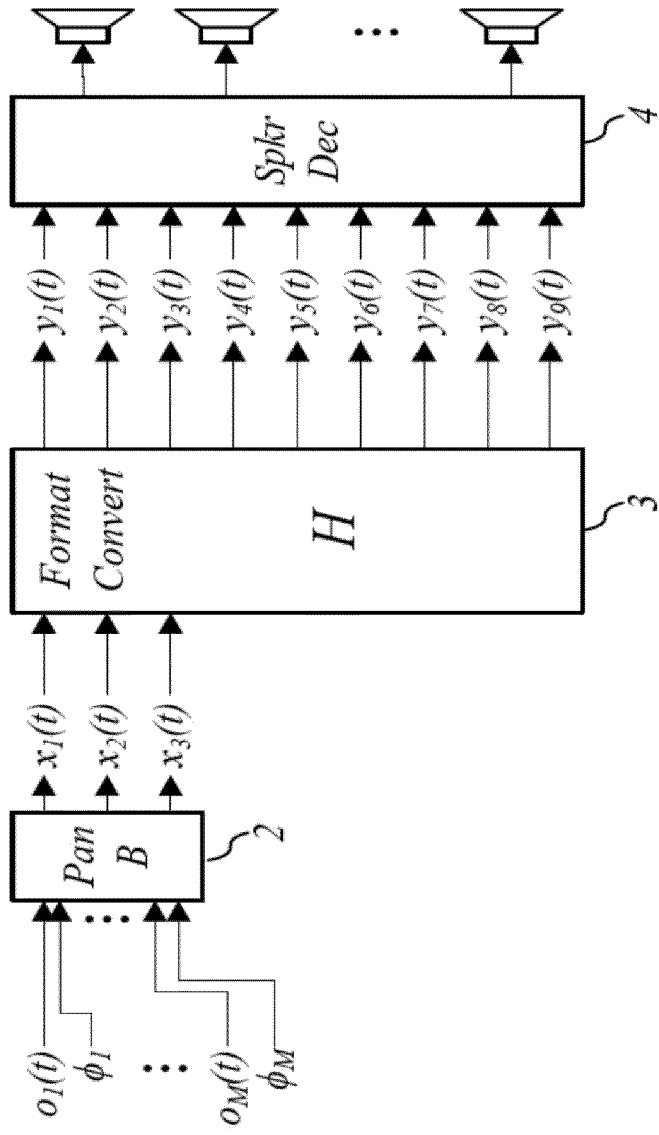 o1(t)
ϕ1
oM(t)
ϕM
Pan
B
2
x1(t)
x2(t)
x3(t)
Format
Convert
H
3
y1(t)
y2(t)
y3(t)
y4(t)
y5(t)
y6(t)
y7(t)
y8(t)
y9(t)
Spkr
Dec
4